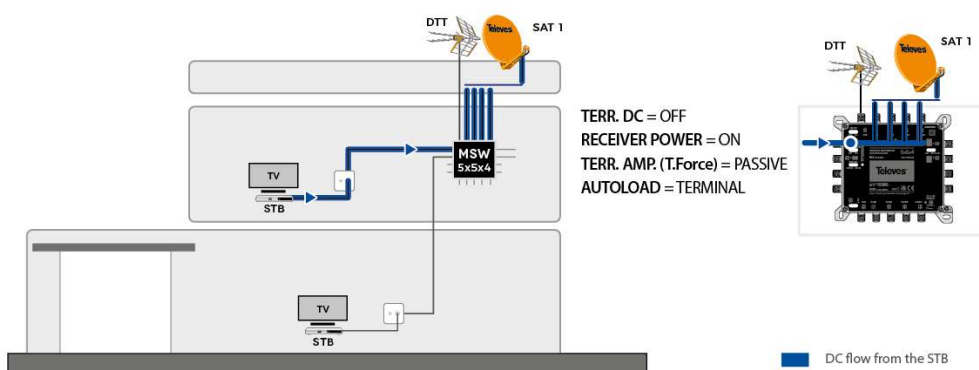 DTT
Televes
SAT 1
MSW
5x5x4
TV
STB
TV
STB
TERR. DC = OFF
RECEIVER POWER = ON
TERR. AMP. (T.Force) = PASSIVE
AUTOLOAD = TERMINAL
DTT
Televes
SAT 1
Televes
DC flow from the STB